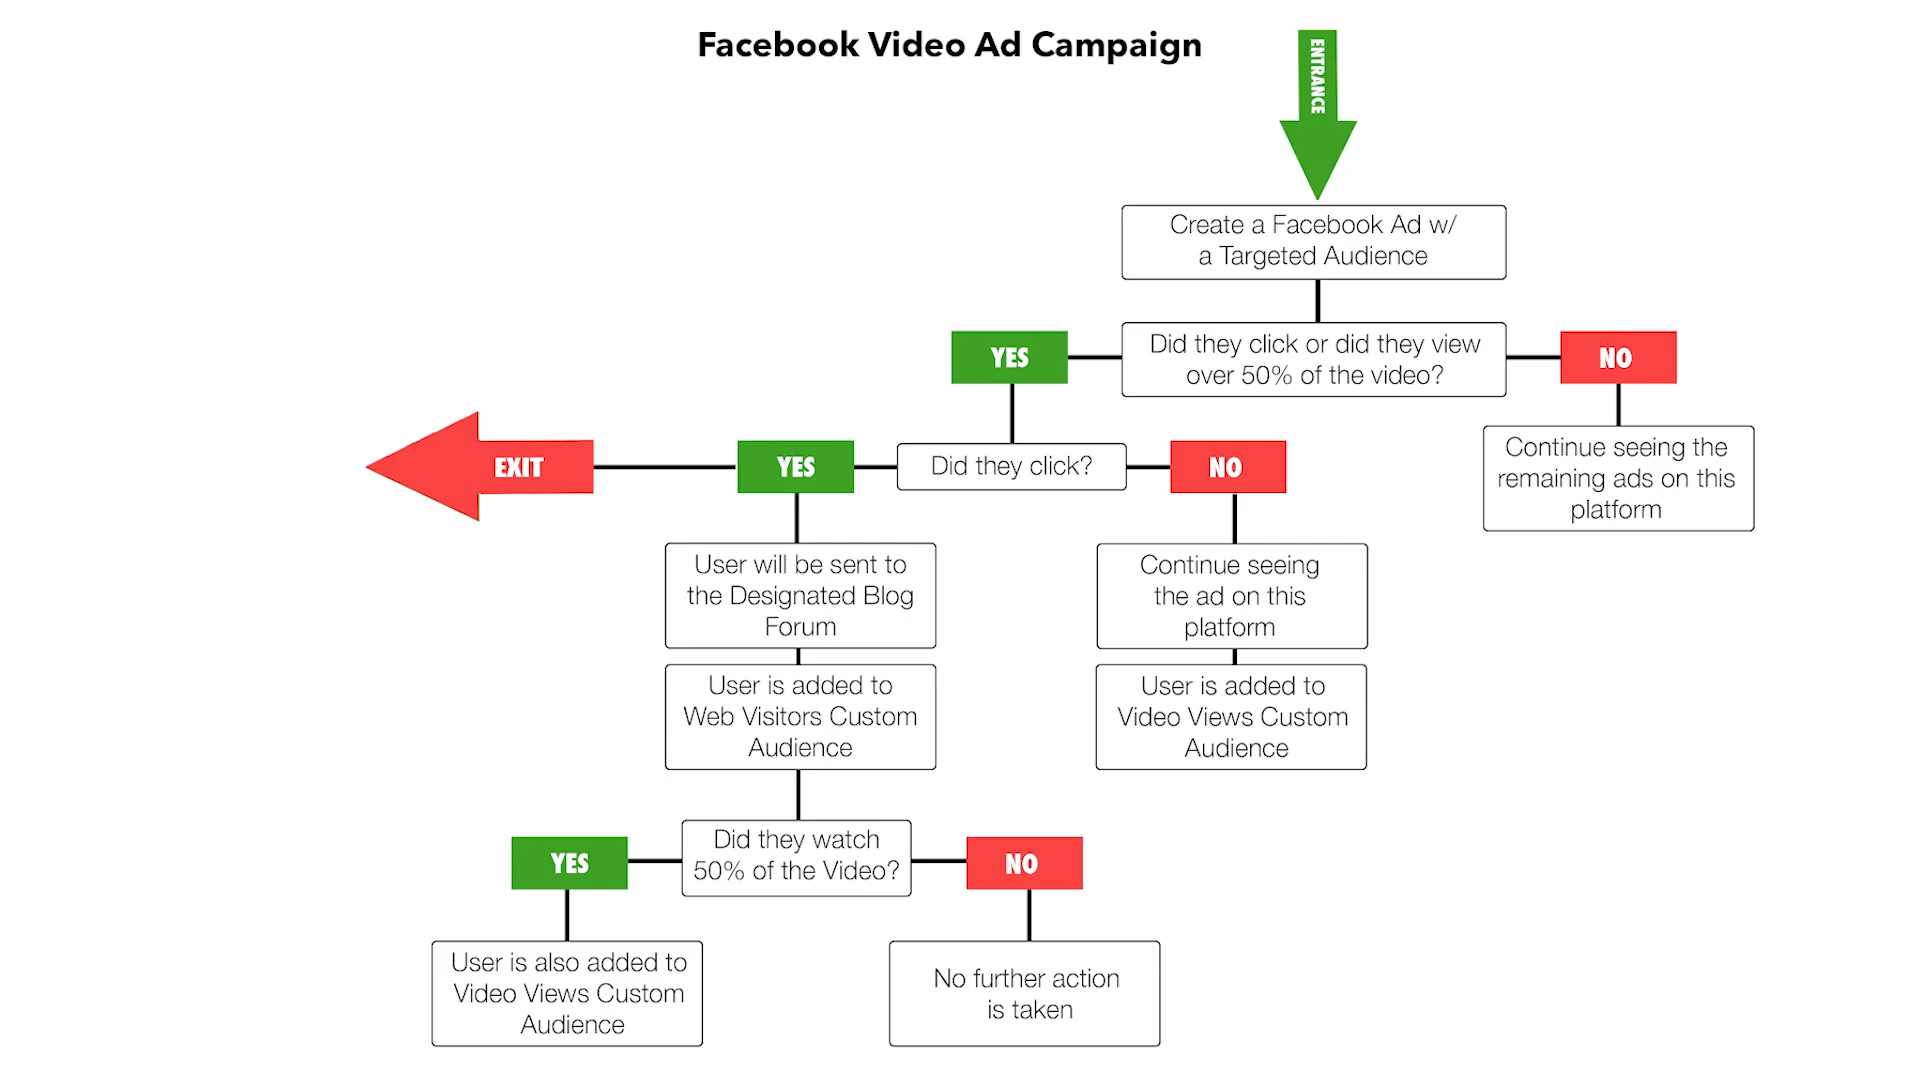 Facebook Video Ad Campaign
ENTRANCE
Create a Facebook Ad w/
a Targeted Audience
YES
Did they click or did they view
over 50% of the video?
NO
EXIT
YES
Did they click?
NO
Continue seeing the
remaining ads on this
platform
User will be sent to
the Designated Blog
Forum
Continue seeing
the ad on this
platform
User is added to
Web Visitors Custom
Audience
User is added to
Video Views Custom
Audience
YES
Did they watch
50% of the Video?
NO
User is also added to
Video Views Custom
Audience
No further action
is taken